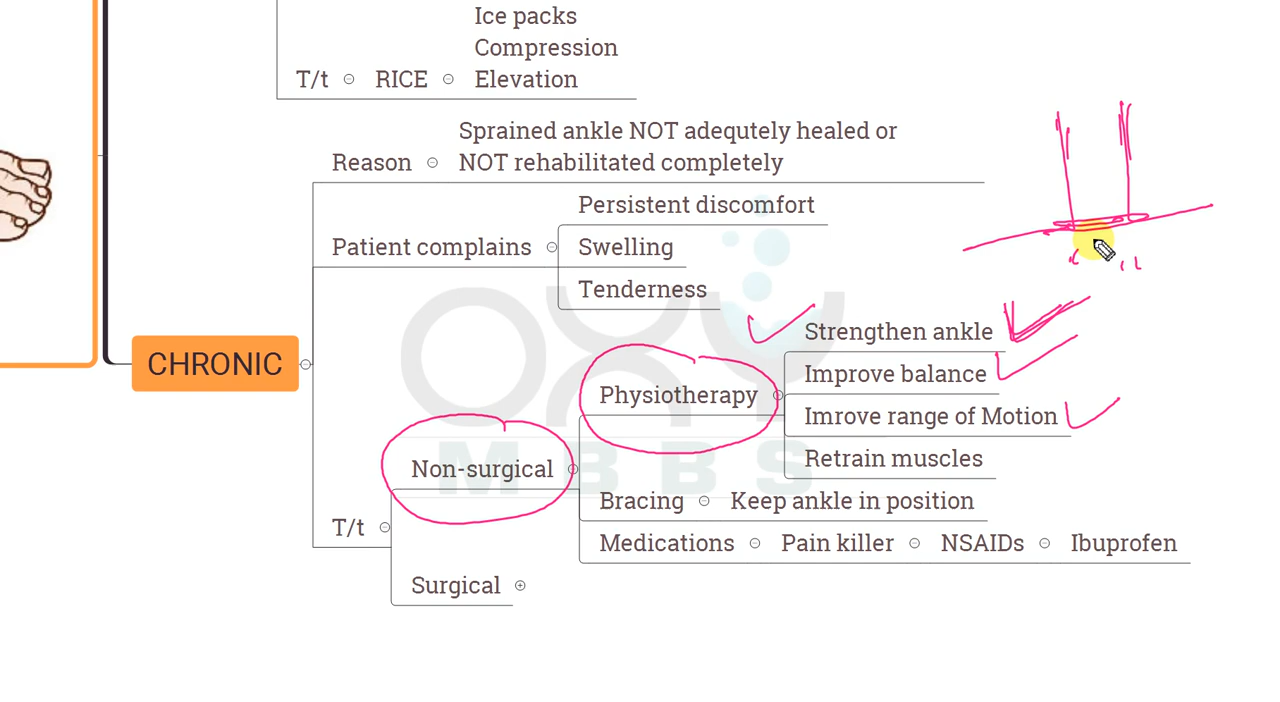 Ice packs
Compression
T/t RICE Elevation
Sprained ankle NOT adequtely healed or
Reason NOT rehabilitated completely
Persistent discomfort
Patient complains Swelling
Tenderness
OXY
MBBS
CHRONIC
Strengthen ankle
Improve balance
Physiotherapy
Imrove range of Motion
Retrain muscles
Non-surgical
Bracing Keep ankle in position
T/t
Medications Pain killer NSAIDs Ibuprofen
Surgical